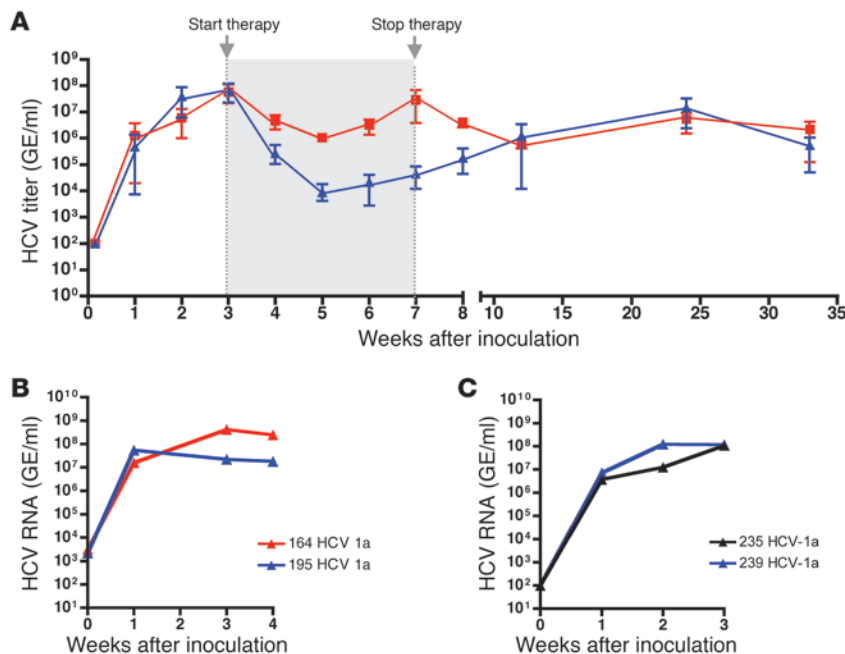 A
Start therapy
Stop therapy
HCV titer (GE/ml)
10⁹
10⁸
10⁷
10⁶
10⁵
10⁴
10³
10²
10¹
10⁰
0 1 2 3 4 5 6 7 8 10 15 20 25 30 35
Weeks after inoculation
B
HCV RNA (GE/ml)
10¹⁰
10⁹
10⁸
10⁷
10⁶
10⁵
10⁴
10³
10²
10¹
164 HCV 1a
195 HCV 1a
0 1 2 3 4
Weeks after inoculation
C
HCV RNA (GE/ml)
10¹⁰
10⁹
10⁸
10⁷
10⁶
10⁵
10⁴
10³
10²
10¹
235 HCV-1a
239 HCV-1a
0 1 2 3
Weeks after inoculation